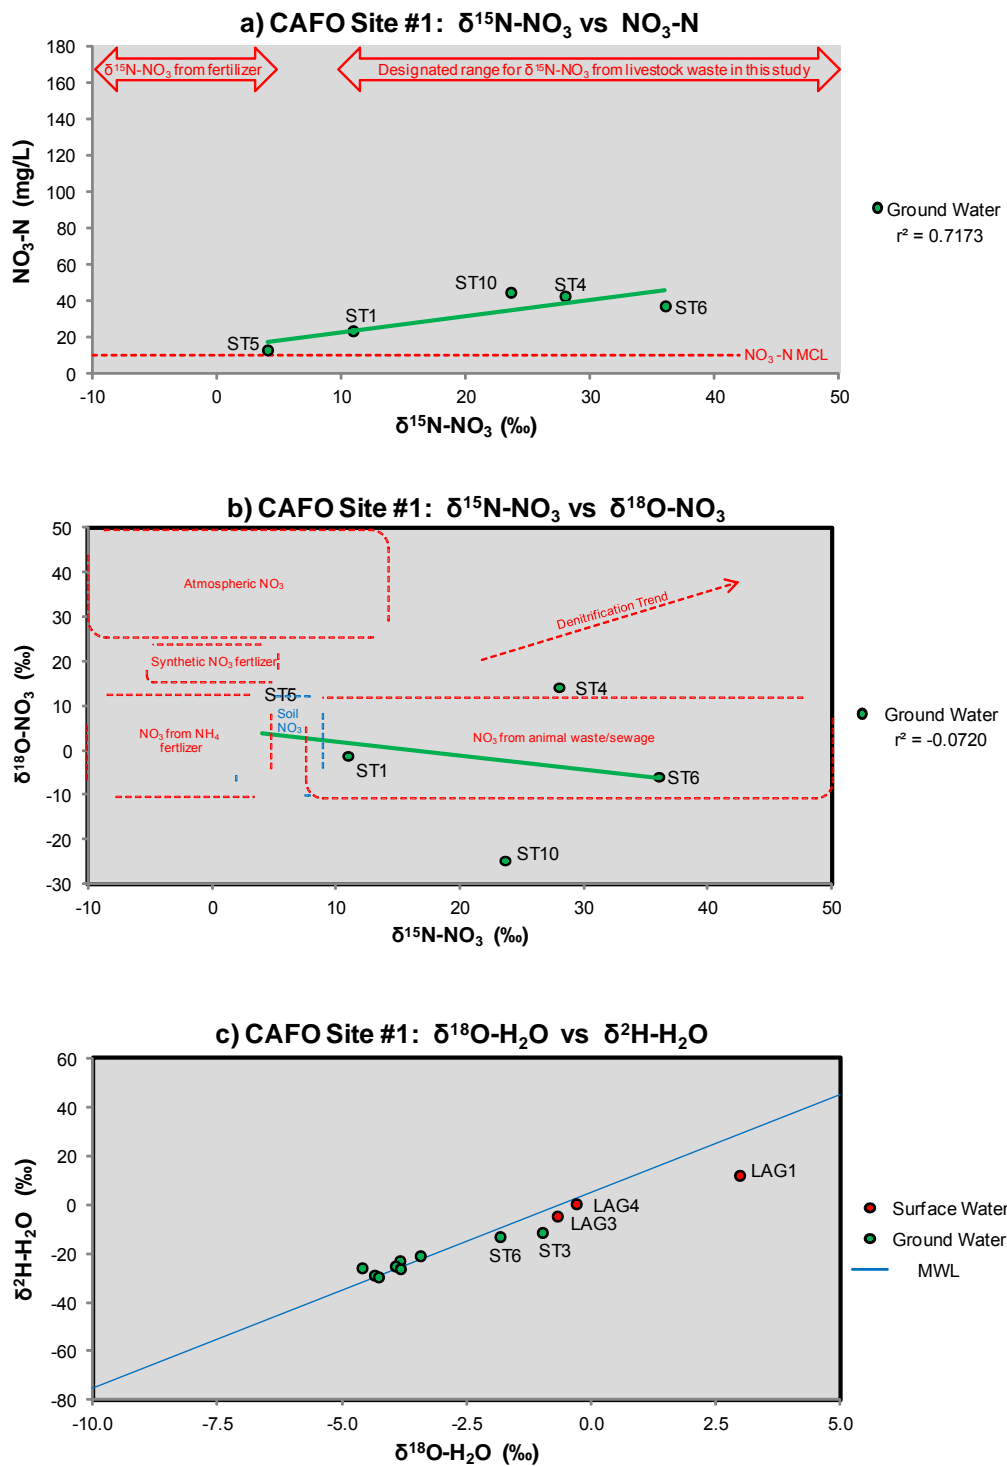 a) CAFO Site #1: δ¹⁵N-NO₃ vs NO₃-N
180
160
140
120
100
80
60
40
20
0
NO₃-N (mg/L)
δ¹⁵N-NO₃ from fertilizer
Designated range for δ¹⁵N-NO₃ from livestock waste in this study
ST5
ST1
ST10
ST4
ST6
NO₃-N MCL
Ground Water
r² = 0.7173
-10
0
10
20
30
40
50
δ¹⁵N-NO₃ (‰)
b) CAFO Site #1: δ¹⁵N-NO₃ vs δ¹⁸O-NO₃
50
40
30
20
10
0
-10
-20
-30
δ¹⁸O-NO₃ (‰)
Atmospheric NO₃
Denitrification Trend
Synthetic NO₃ fertlizer
ST5
ST4
Soil
NO₃
NO₃ from NH₄
fertlizer
NO₃ from animal waste/sewage
ST1
ST6
ST10
Ground Water
r² = -0.0720
-10
0
10
20
30
40
50
δ¹⁵N-NO₃ (‰)
c) CAFO Site #1: δ¹⁸O-H₂O vs δ²H-H₂O
60
40
20
0
-20
-40
-60
-80
δ²H-H₂O (‰)
LAG1
LAG4
LAG3
ST6
ST3
Surface Water
Ground Water
MWL
-10.0
-7.5
-5.0
-2.5
0.0
2.5
5.0
δ¹⁸O-H₂O (‰)